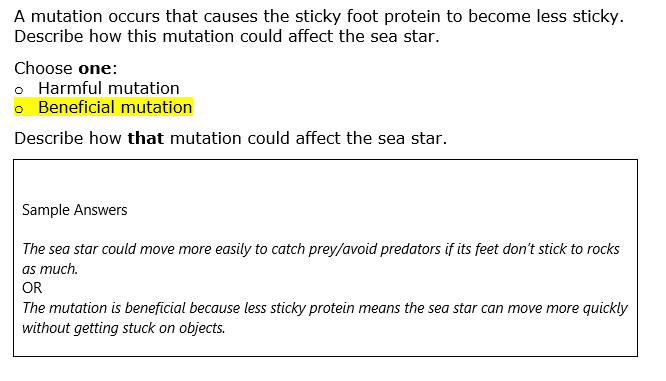 A mutation occurs that causes the sticky foot protein to become less sticky.
Describe how this mutation could affect the sea star.
Choose one:
o Harmful mutation
o Beneficial mutation
Describe how that mutation could affect the sea star.
Sample Answers
The sea star could move more easily to catch prey/avoid predators if its feet don't stick to rocks
as much.
OR
The mutation is beneficial because less sticky protein means the sea star can move more quickly
without getting stuck on objects.